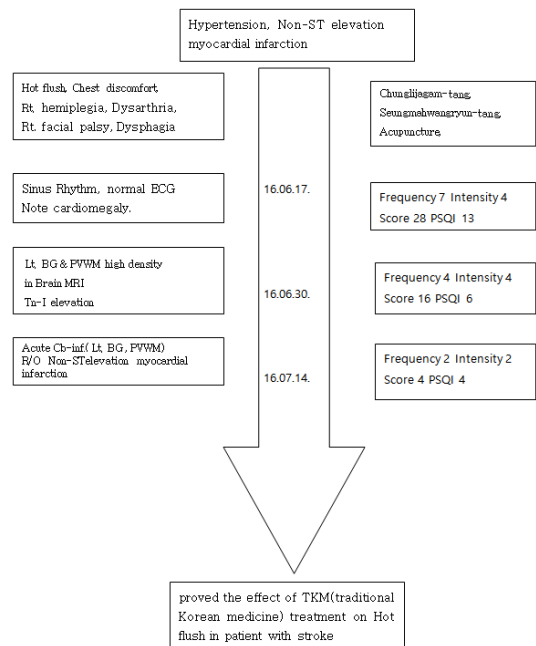 Hypertension, Non-ST elevation
myocardial infarction
Hot flush, Chest discomfort,
Rt, hemiplegia, Dysarthria,
Rt. facial palsy, Dysphagia
Chunglijagam-tang,
Seungmahwangryun-tang,
Acupuncture,
Sinus Rhythm, normal ECG
Note cardiomegaly.
16.06.17.
Frequency 7 Intensity 4
Score 28 PSQI 13
Lt, BG & PVWM high density
in Brain MRI
Tn-I elevation
16.06.30.
Frequency 4 Intensity 4
Score 16 PSQI 6
Acute Cb-inf.( Lt, BG , PVWM)
R/O Non-STelevation myocardial
infarction
16.07.14.
Frequency 2 Intensity 2
Score 4 PSQI 4
proved the effect of TKM(traditional
Korean medicine) treatment on Hot
flush in patient with stroke